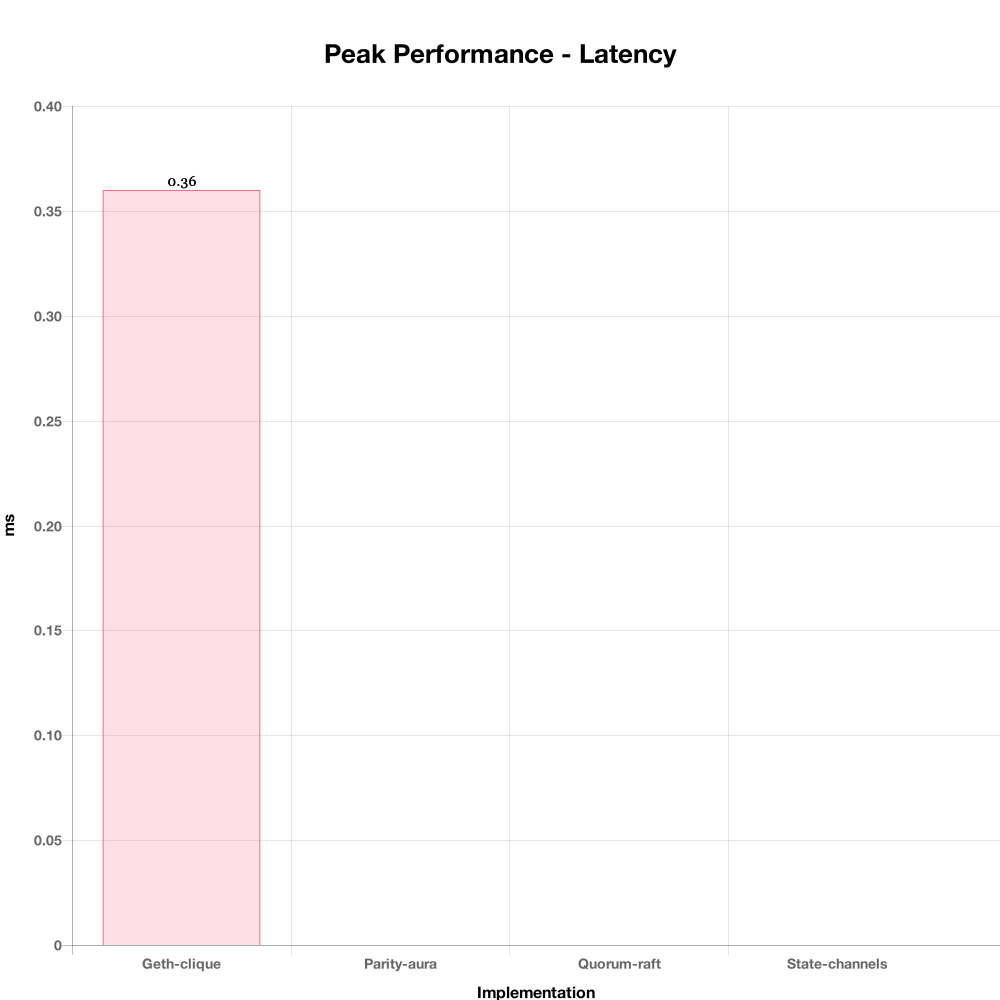 Peak Performance - Latency
0.40
0.36
0.35
0.30
0.25
0.20
ms
0.15
0.10
0.05
0
Geth-clique Parity-aura Quorum-raft State-channels
Implementation